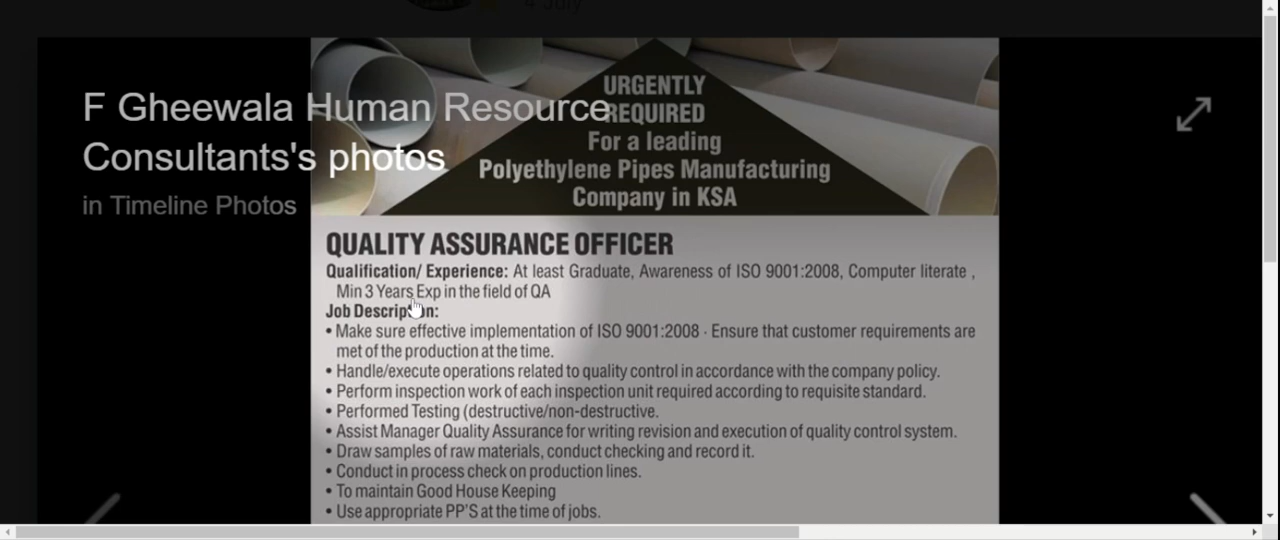 4 July
F Gheewala Human Resource
Consultants's photos
in Timeline Photos
URGENTLY
REQUIRED
For a leading
Polyethylene Pipes Manufacturing
Company in KSA
QUALITY ASSURANCE OFFICER
Qualification/ Experience: At least Graduate, Awareness of ISO 9001:2008, Computer literate ,
Min 3 Years Exp in the field of QA
Job Description:
• Make sure effective implementation of ISO 9001:2008 · Ensure that customer requirements are
met of the production at the time.
• Handle/execute operations related to quality control in accordance with the company policy.
• Perform inspection work of each inspection unit required according to requisite standard.
• Performed Testing (destructive/non-destructive.
• Assist Manager Quality Assurance for writing revision and execution of quality control system.
• Draw samples of raw materials, conduct checking and record it.
• Conduct in process check on production lines.
• To maintain Good House Keeping
• Use appropriate PP'S at the time of jobs.